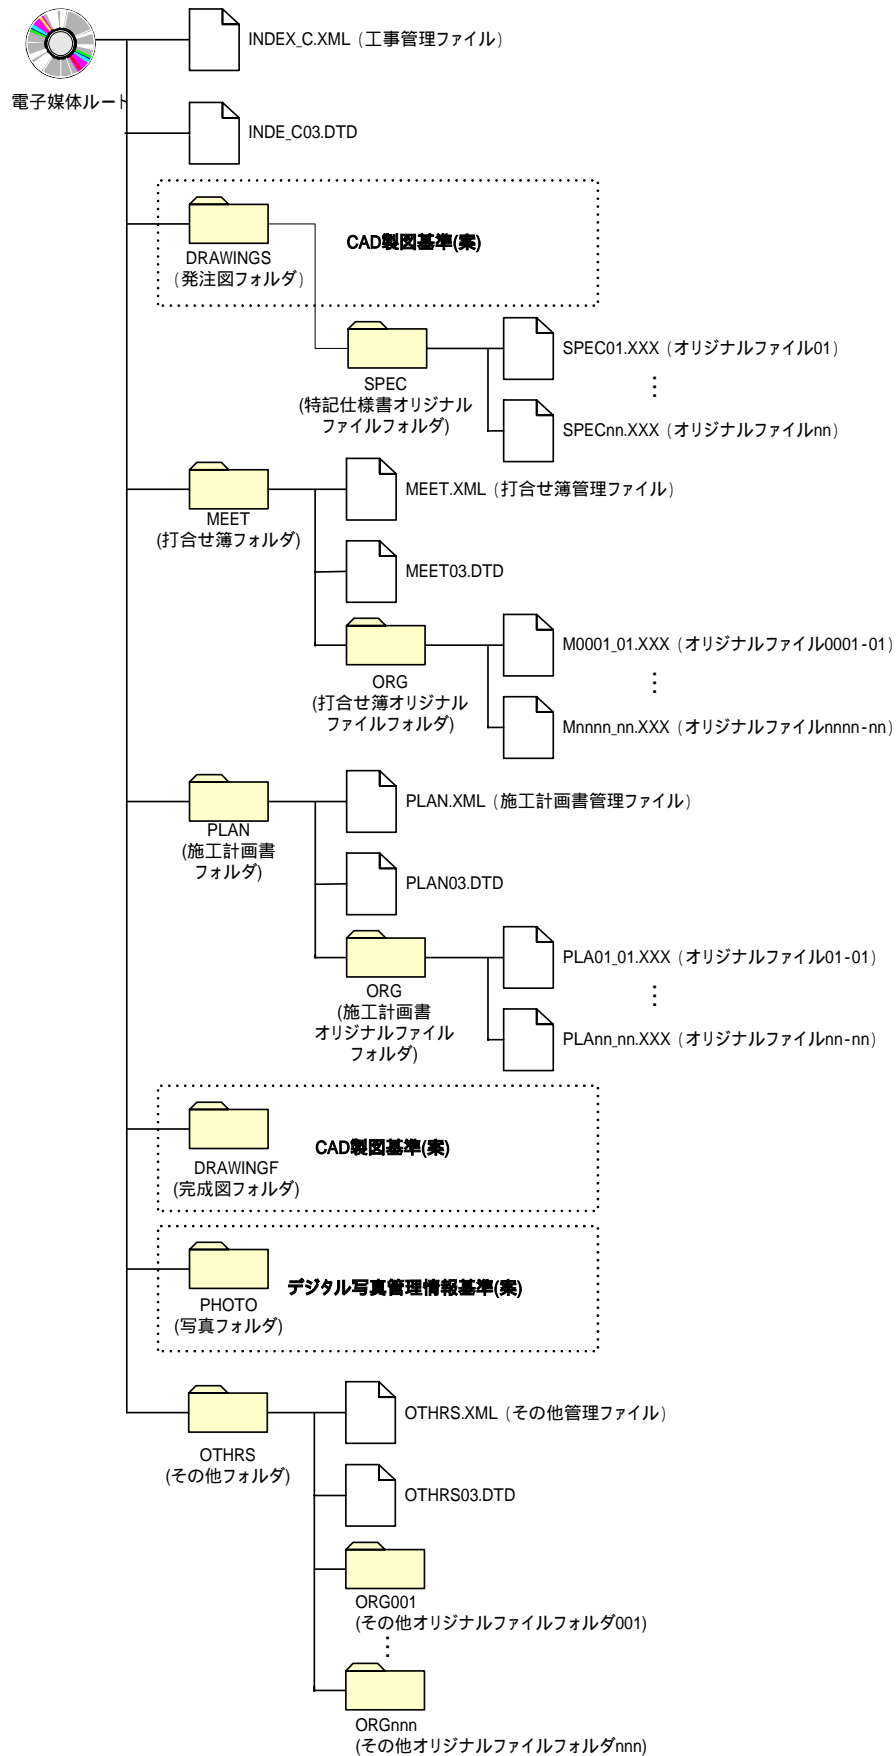 INDEX_C.XML (工事管理ファイル)
電子媒体ルート
INDE_C03.DTD
CAD製図基準(案)
DRAWINGS
(発注図フォルダ)
SPEC01.XXX (オリジナルファイル01)
SPEC
(特記仕様書オリジナル
ファイルフォルダ)
SPECnn.XXX (オリジナルファイルnn)
MEET.XML (打合せ簿管理ファイル)
MEET
(打合せ簿フォルダ)
MEET03.DTD
M0001_01.XXX (オリジナルファイル0001-01)
ORG
(打合せ簿オリジナル
ファイルフォルダ)
Mnnnn_nn.XXX (オリジナルファイルnnnn-nn)
PLAN.XML (施工計画書管理ファイル)
PLAN
(施工計画書
フォルダ)
PLAN03.DTD
PLA01_01.XXX (オリジナルファイル01-01)
ORG
(施工計画書
オリジナルファイル
フォルダ)
PLAnn_nn.XXX (オリジナルファイルnn-nn)
CAD製図基準(案)
DRAWINGF
(完成図フォルダ)
デジタル写真管理情報基準(案)
PHOTO
(写真フォルダ)
OTHRS.XML (その他管理ファイル)
OTHRS
(その他フォルダ)
OTHRS03.DTD
ORG001
(その他オリジナルファイルフォルダ001)
ORGnnn
(その他オリジナルファイルフォルダnnn)